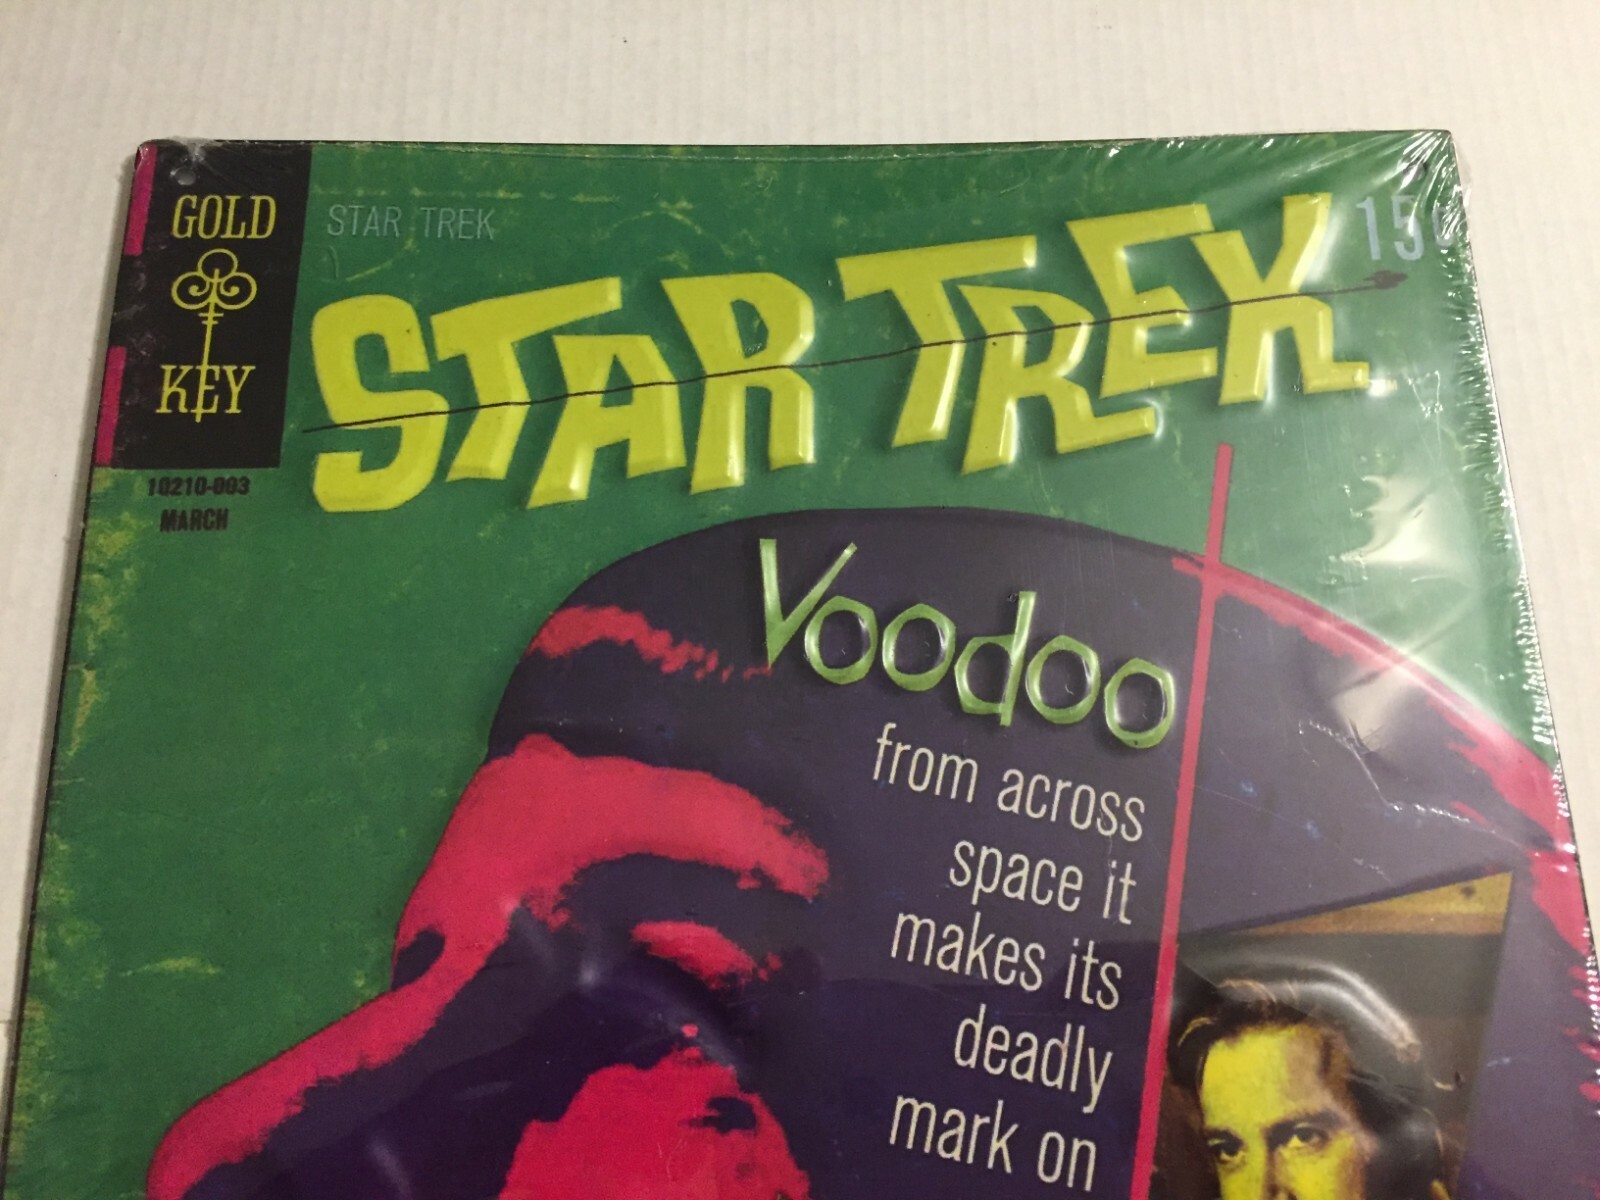 GOLD
KEY
STAR TREK
15¢
STAR TREK
10210-003
MARCH
Voodoo
from across
space it
makes its
deadly
mark on